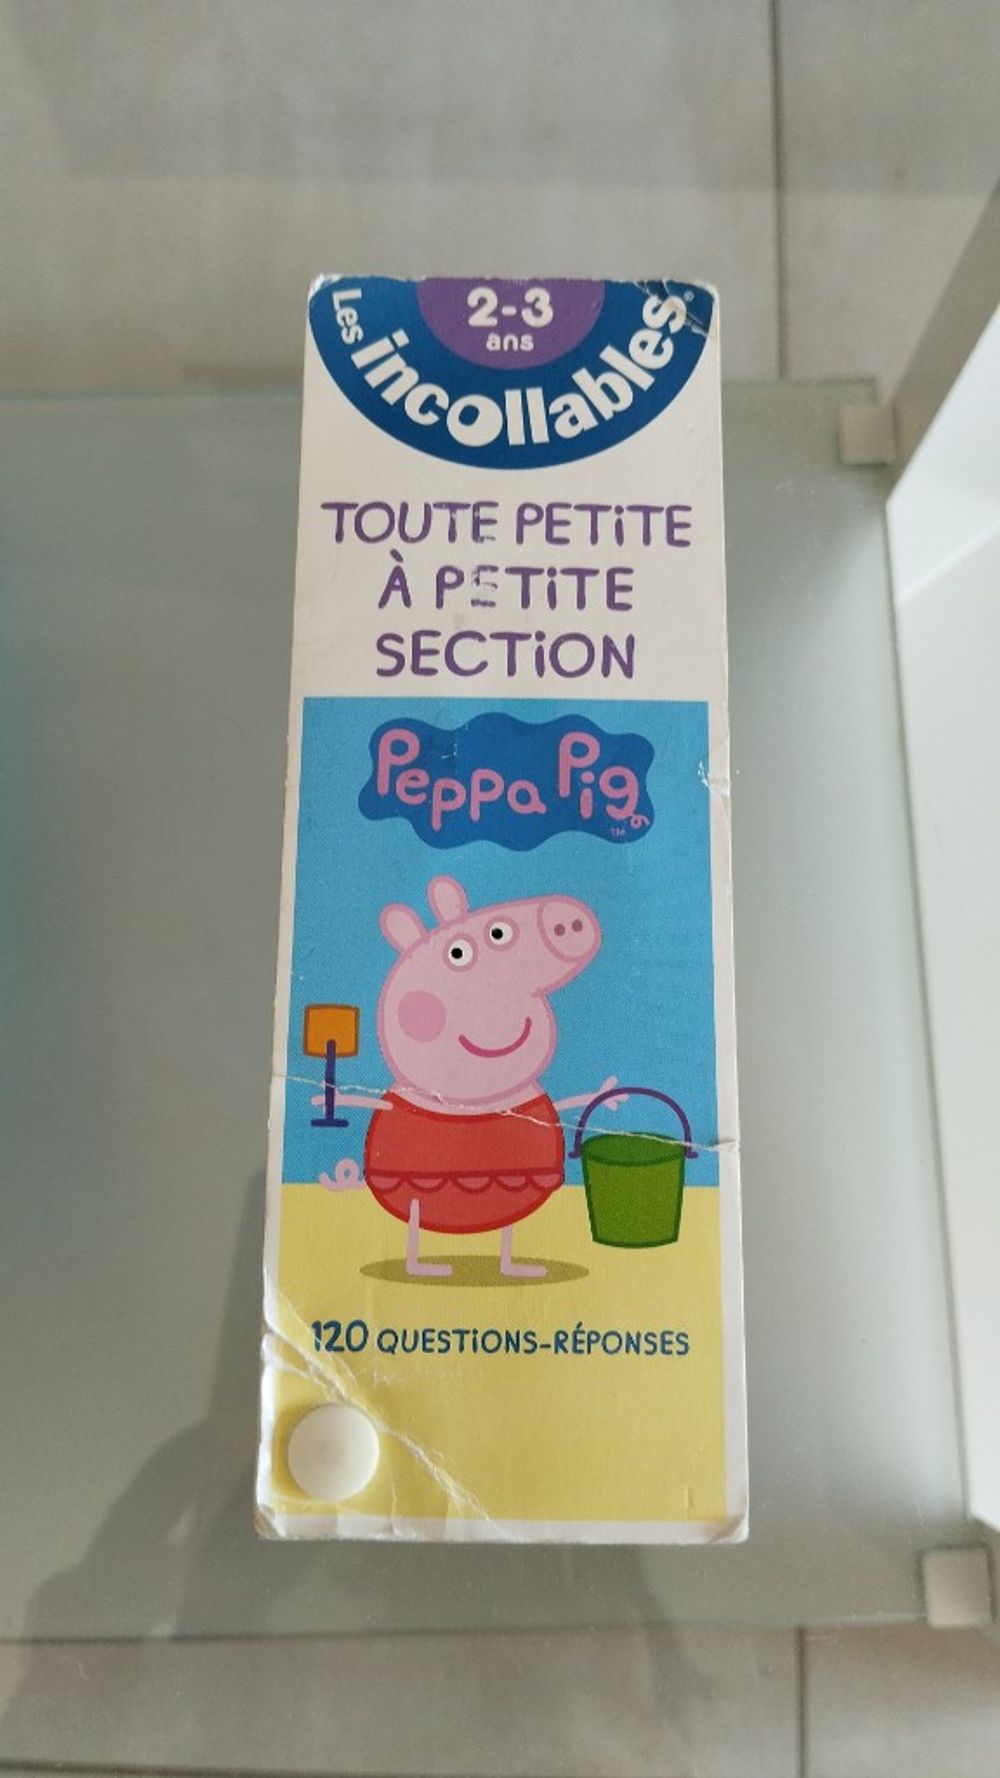 2-3
ans
Les incollables®
TOUTE PETITE
À PETITE
SECTION
Peppa Pig
TM
120 QUESTIONS-RÉPONSES